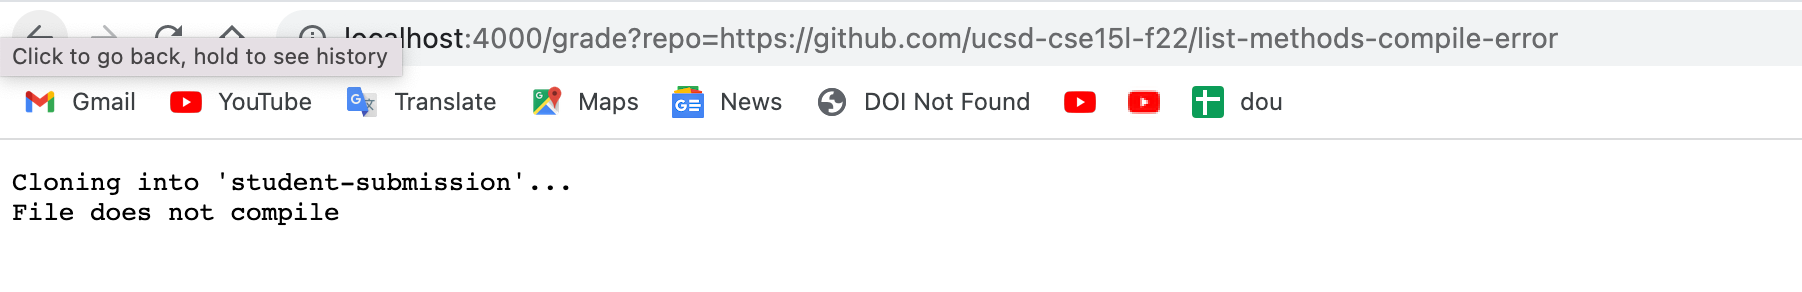 localhost:4000/grade?repo=https://github.com/ucsd-cse15l-f22/list-methods-compile-error
Click to go back, hold to see history
Gmail YouTube Translate Maps News DOI Not Found dou
Cloning into 'student-submission'...
File does not compile